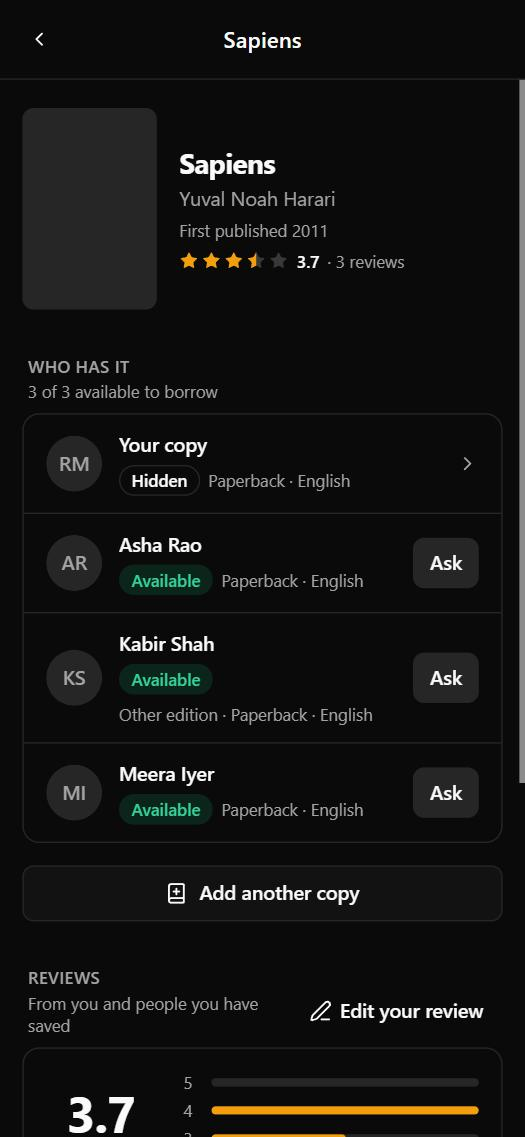 Sapiens
Sapiens
Yuval Noah Harari
First published 2011
3.7 · 3 reviews
WHO HAS IT
3 of 3 available to borrow
RM
Your copy
Hidden Paperback · English
AR
Asha Rao
Available Paperback · English
Ask
KS
Kabir Shah
Available
Other edition · Paperback · English
Ask
MI
Meera Iyer
Available Paperback · English
Ask
Add another copy
REVIEWS
From you and people you have
saved
Edit your review
3.7
5
4
3